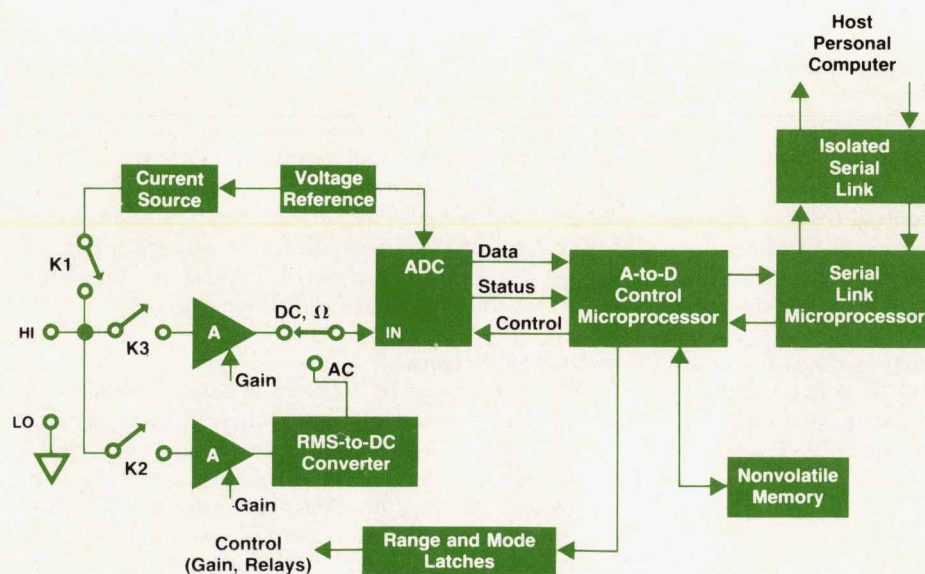 Host
Personal
Computer
Isolated
Serial
Link
Current
Source
Voltage
Reference
K1
ADC
IN
Data
Status
Control
A-to-D
Control
Microprocessor
Serial
Link
Microprocessor
HI
K3
A
Gain
DC, Ω
AC
LO
K2
A
Gain
RMS-to-DC
Converter
Nonvolatile
Memory
Control
(Gain, Relays)
Range and Mode
Latches